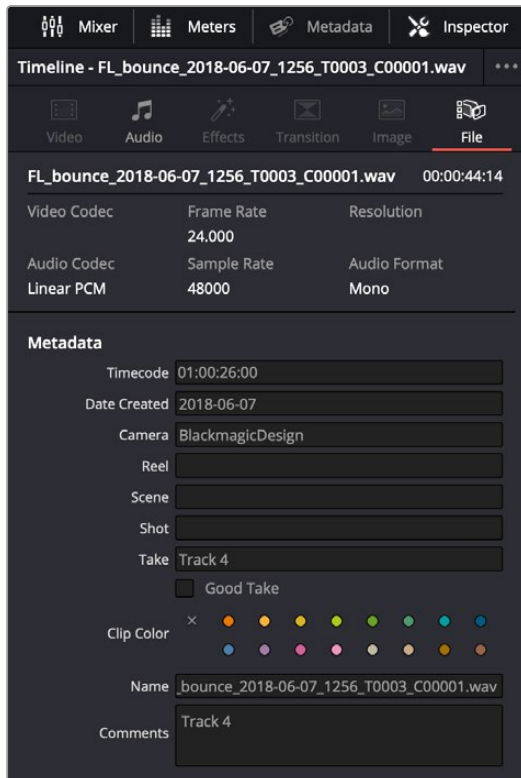 Mixer Meters Metadata Inspector
Timeline - FL_bounce_2018-06-07_1256_T0003_C00001.wav
Video Audio Effects Transition Image File
FL_bounce_2018-06-07_1256_T0003_C00001.wav 00:00:44:14
Video Codec Frame Rate Resolution
24.000
Audio Codec Sample Rate Audio Format
Linear PCM 48000 Mono
Metadata
Timecode 01:00:26:00
Date Created 2018-06-07
Camera BlackmagicDesign
Reel
Scene
Shot
Take Track 4
Good Take
Clip Color
Name _bounce_2018-06-07_1256_T0003_C00001.wav
Comments Track 4